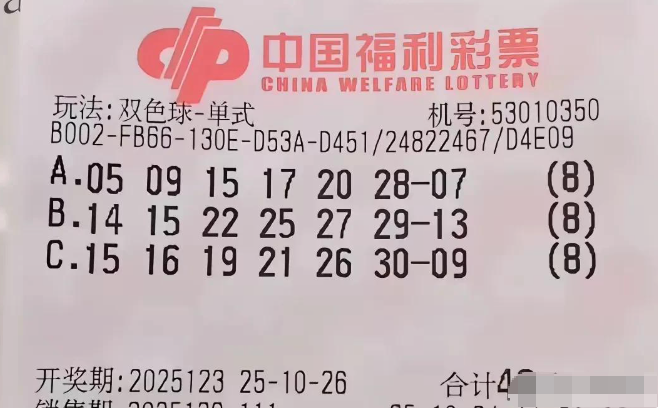 中国福利彩票
CHINA WELFARE LOTTERY
玩法:双色球-单式 机号:53010350
B002-FB66-130E-D53A-D451/24822467/D4E09
A.05 09 15 17 20 28-07 (8)
B.14 15 22 25 27 29-13 (8)
C.15 16 19 21 26 30-09 (8)
开奖期:2025123 25-10-26 合计4